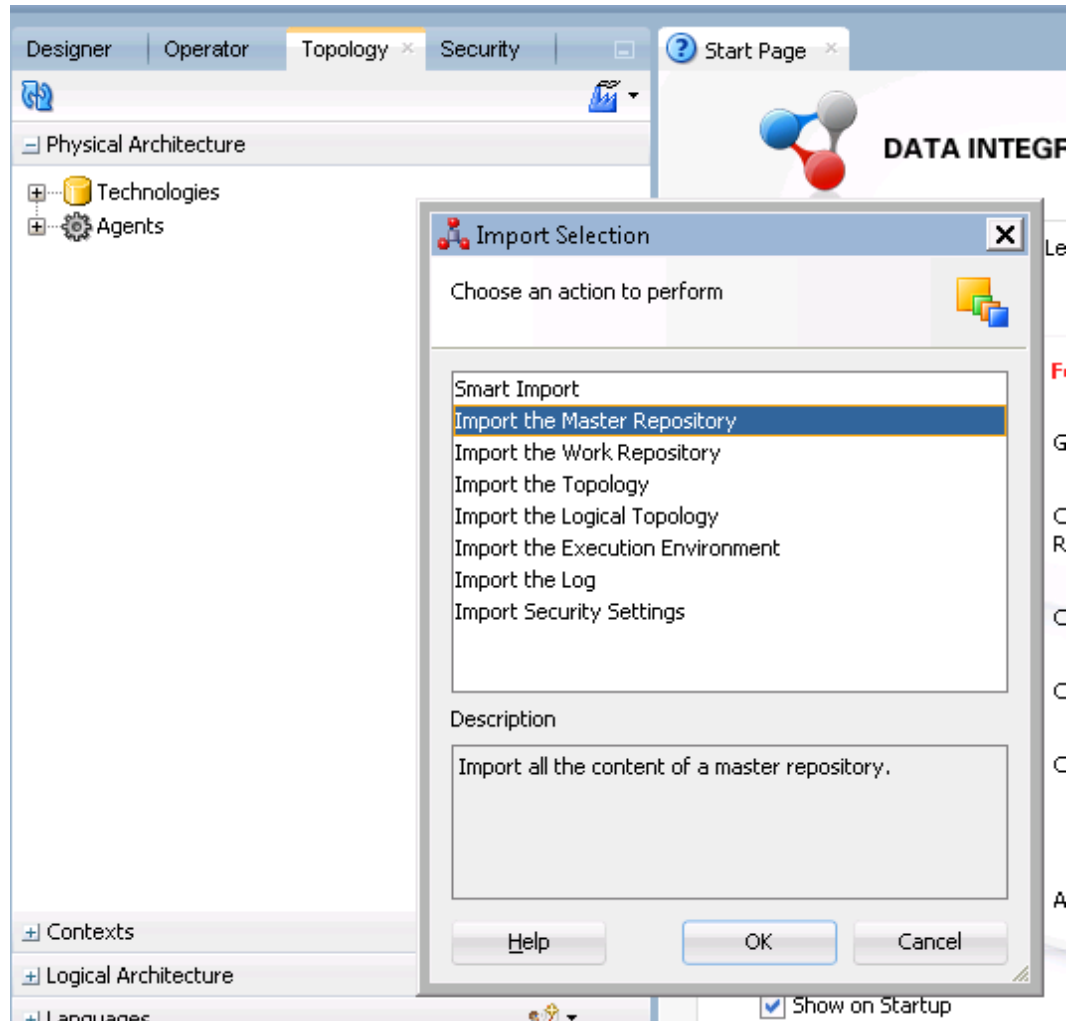 Designer
Operator
Topology
Security
Start Page
Physical Architecture
DATA INTEGR
Technologies
Agents
Import Selection
Choose an action to perform
Smart Import
Import the Master Repository
Import the Work Repository
Import the Topology
Import the Logical Topology
Import the Execution Environment
Import the Log
Import Security Settings
Description
Import all the content of a master repository.
Contexts
Help
OK
Cancel
Logical Architecture
Languages
Show on Startup